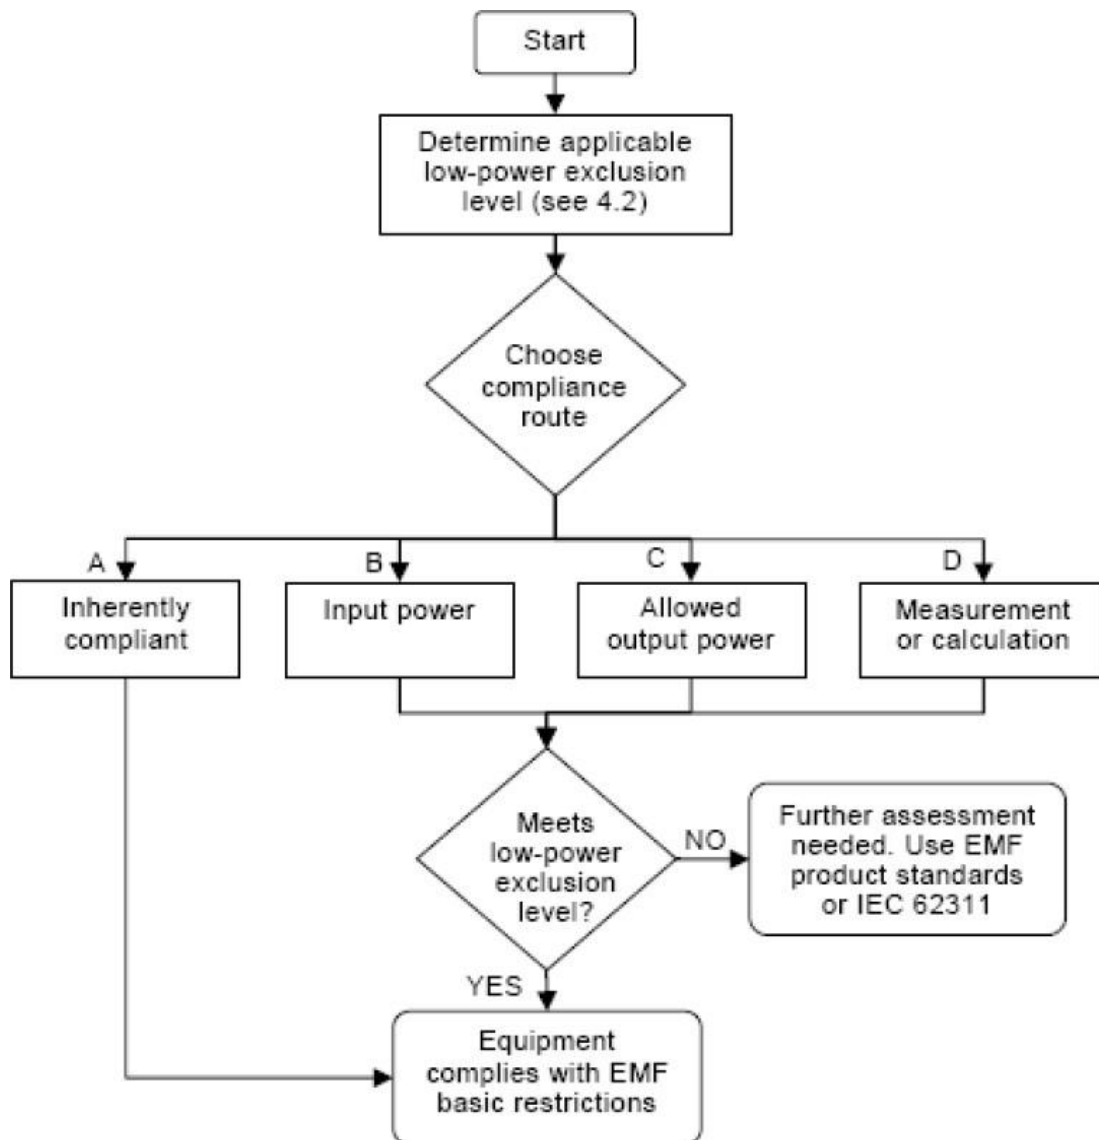 Start
Determine applicable
low-power exclusion
level (see 4.2)
Choose
compliance
route
A
B
C
D
Inherently
compliant
Input power
Allowed
output power
Measurement
or calculation
Meets
low-power
exclusion
level?
NO
Further assessment
needed. Use EMF
product standards
or IEC 62311
YES
Equipment
complies with EMF
basic restrictions